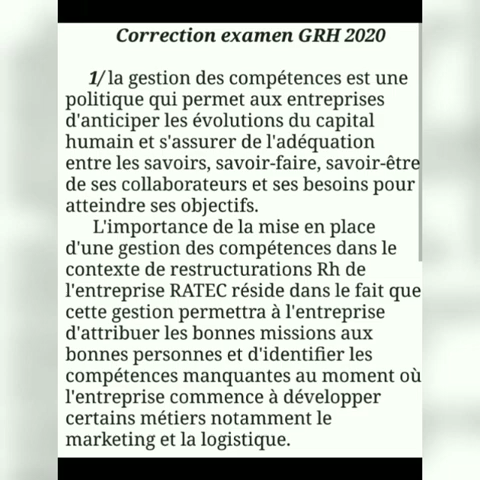 Correction examen GRH 2020
1/ la gestion des compétences est une
politique qui permet aux entreprises
d'anticiper les évolutions du capital
humain et s'assurer de l'adéquation
entre les savoirs, savoir-faire, savoir-être
de ses collaborateurs et ses besoins pour
atteindre ses objectifs.
L'importance de la mise en place
d'une gestion des compétences dans le
contexte de restructurations Rh de
l'entreprise RATEC réside dans le fait que
cette gestion permettra à l'entreprise
d'attribuer les bonnes missions aux
bonnes personnes et d'identifier les
compétences manquantes au moment où
l'entreprise commence à développer
certains métiers notamment le
marketing et la logistique.